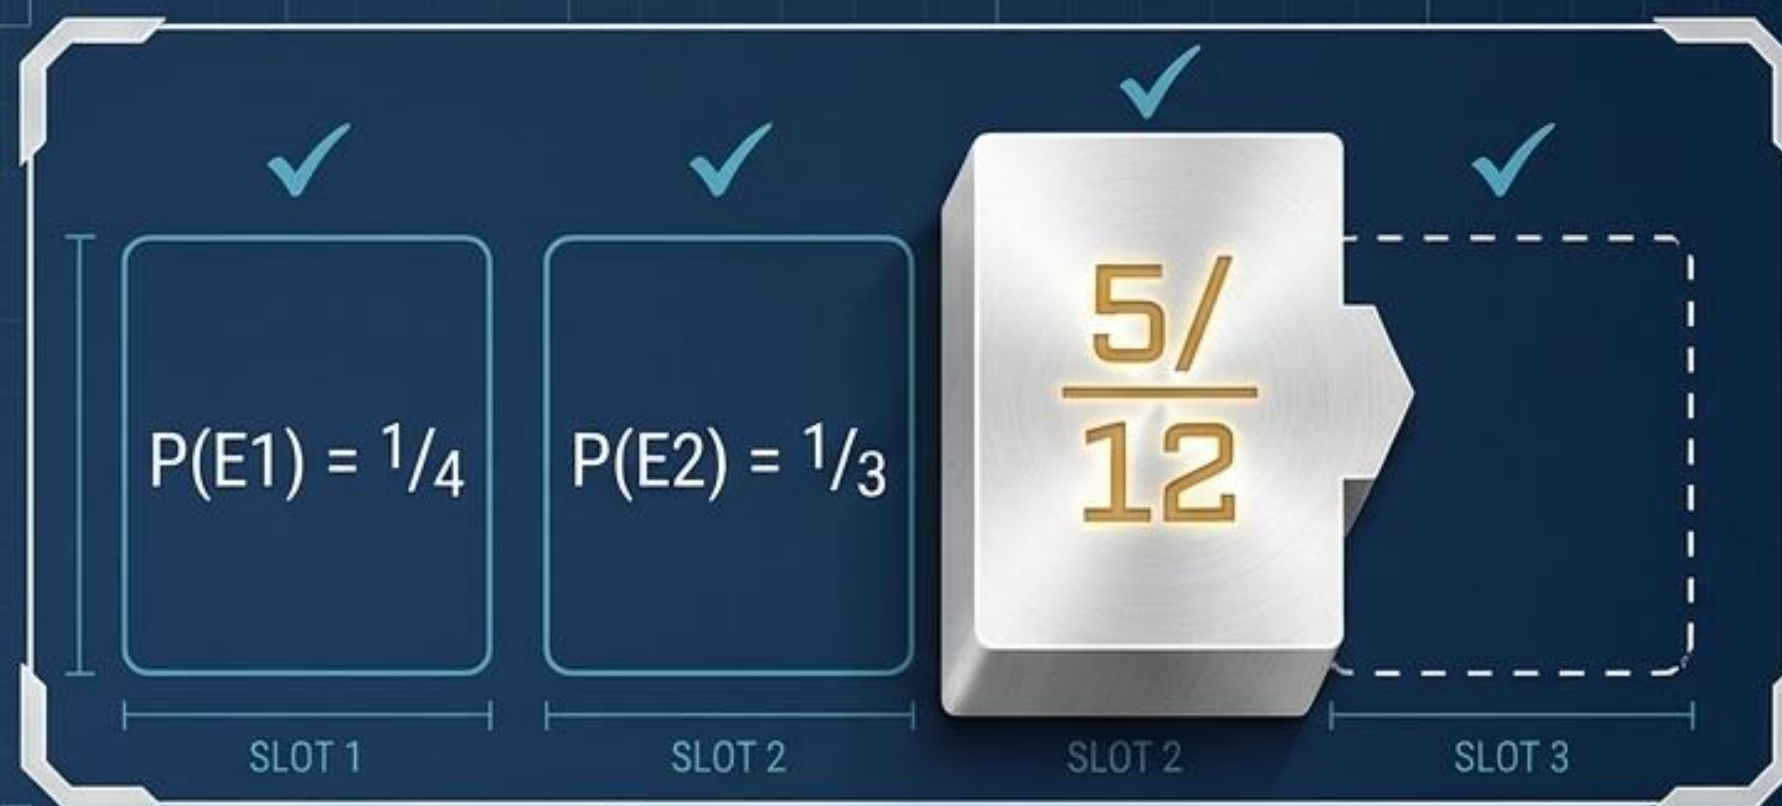 P(E1) = 1/4
P(E2) = 1/3
5/
12
SLOT 1
SLOT 2
SLOT 2
SLOT 3